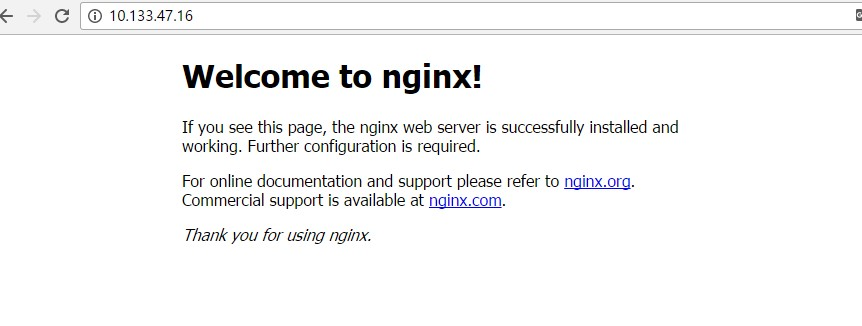 10.133.47.16
Welcome to nginx!
If you see this page, the nginx web server is successfully installed and
working. Further configuration is required.
For online documentation and support please refer to nginx.org.
Commercial support is available at nginx.com.
Thank you for using nginx.